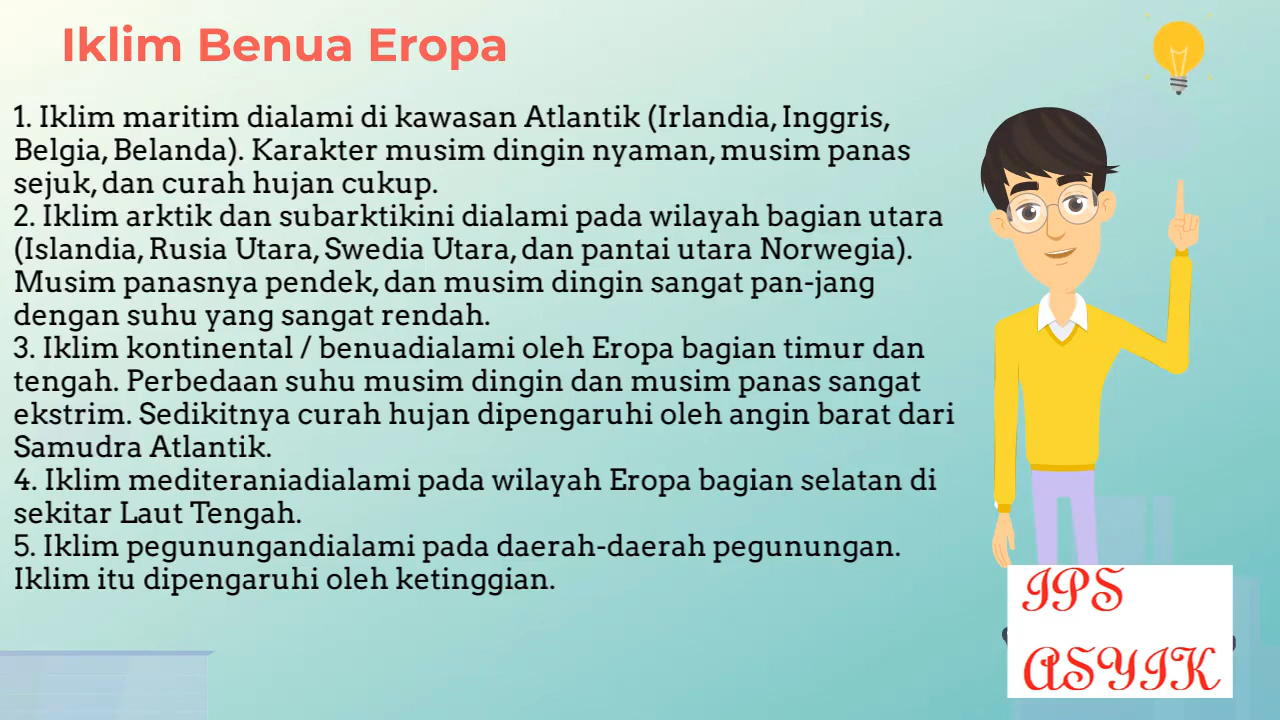 Iklim Benua Eropa
1. Iklim maritim dialami di kawasan Atlantik (Irlandia, Inggris,
Belgia, Belanda). Karakter musim dingin nyaman, musim panas
sejuk, dan curah hujan cukup.
2. Iklim arktik dan subarktikini dialami pada wilayah bagian utara
(Islandia, Rusia Utara, Swedia Utara, dan pantai utara Norwegia).
Musim panasnya pendek, dan musim dingin sangat pan-jang
dengan suhu yang sangat rendah.
3. Iklim kontinental / benuadialami oleh Eropa bagian timur dan
tengah. Perbedaan suhu musim dingin dan musim panas sangat
ekstrim. Sedikitnya curah hujan dipengaruhi oleh angin barat dari
Samudra Atlantik.
4. Iklim mediteraniadialami pada wilayah Eropa bagian selatan di
sekitar Laut Tengah.
5. Iklim pegunungandialami pada daerah-daerah pegunungan.
Iklim itu dipengaruhi oleh ketinggian.
IPS
ASYIK